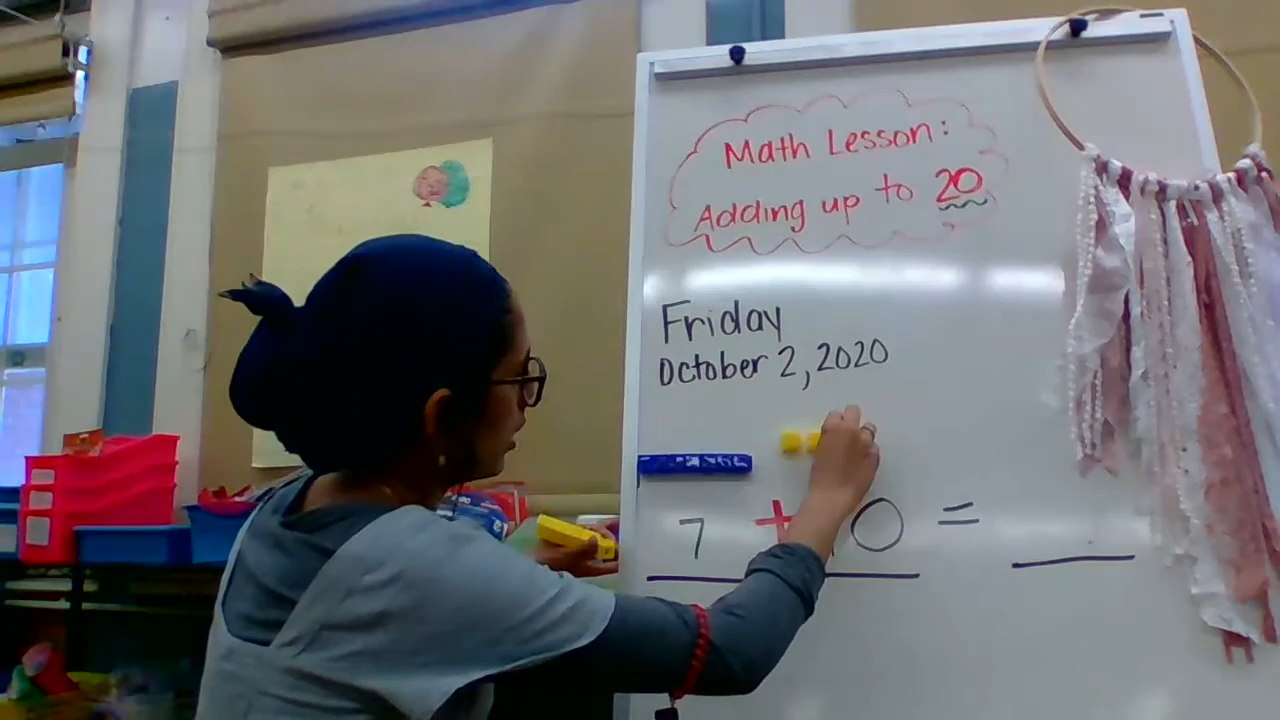 Math Lesson:
Adding up to 20
Friday
October 2, 2020
7 + 0 =